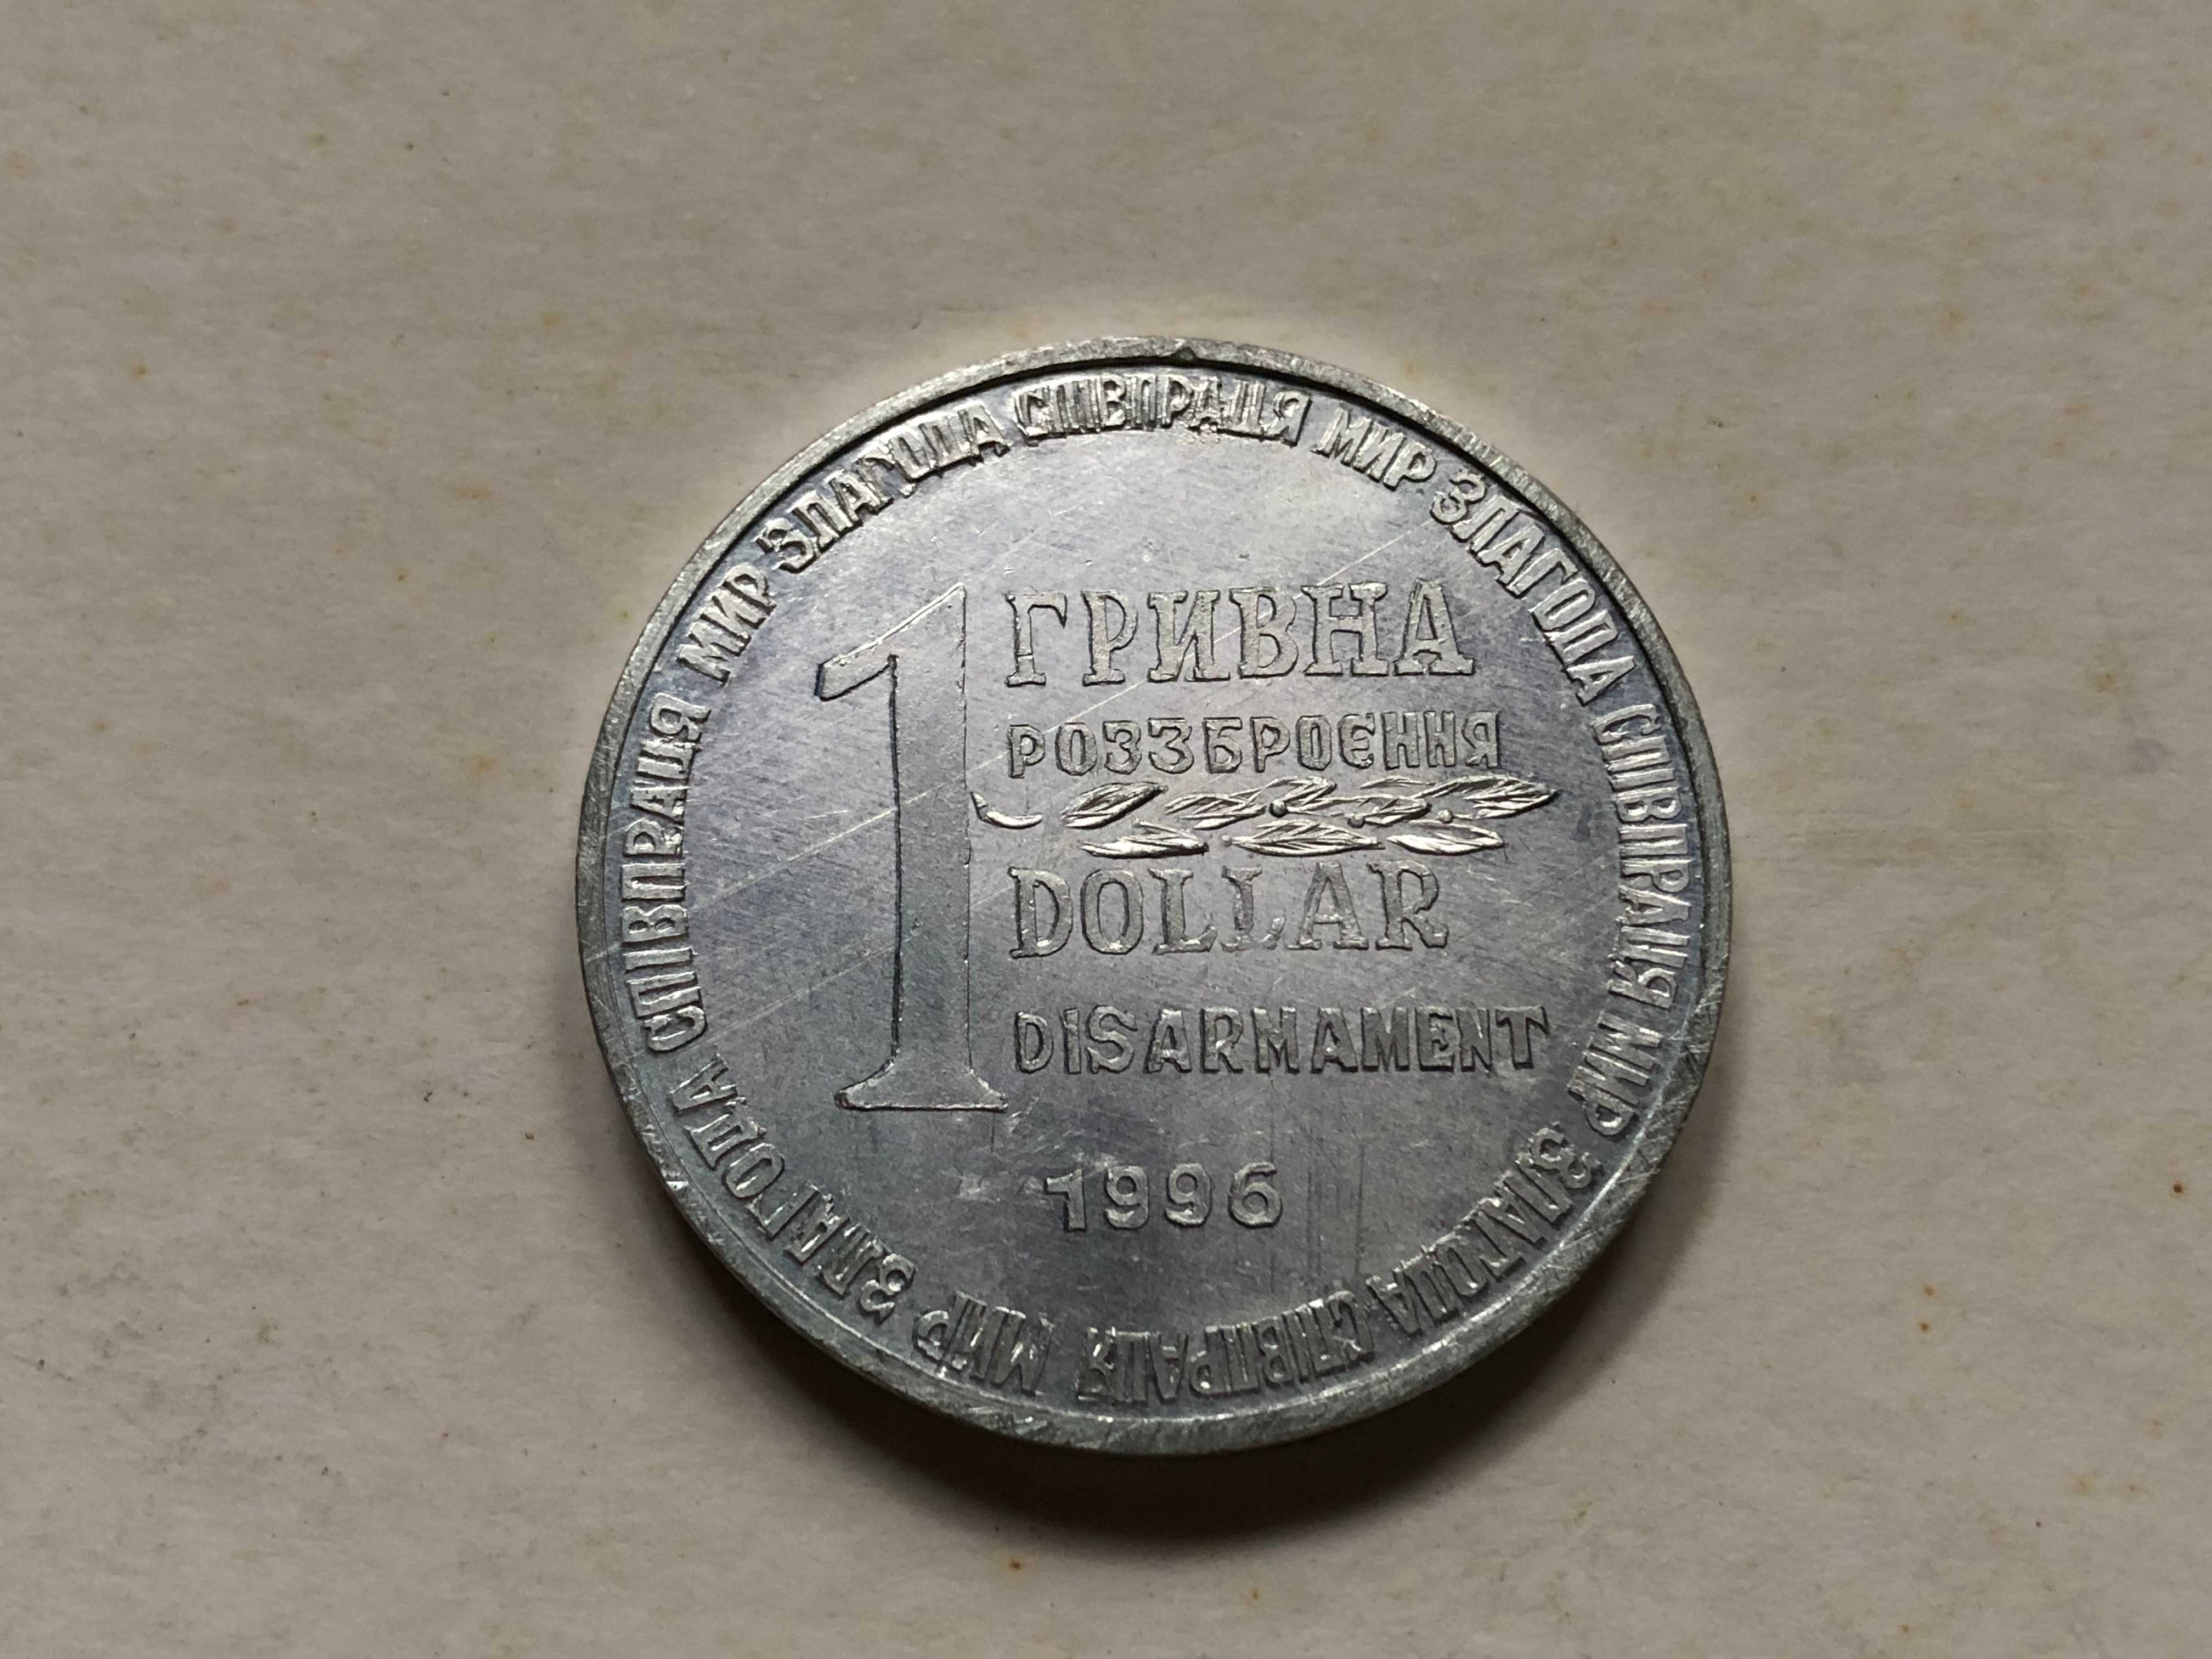 МИР ЗЛАГОДА СПІВПРАЦЯ МИР ЗЛАГОДА СПІВПРАЦЯ МИР ЗЛАГОДА СПІВПРАЦЯ МИР ЗЛАГОДА СПІВПРАЦЯ
1
ГРИВНА
РОЗЗБРОЄННЯ
DOLLAR
DISARMAMENT
1996